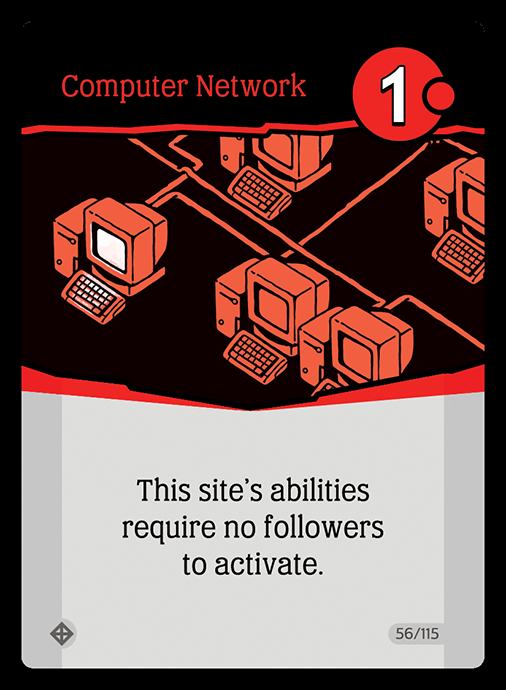 Computer Network
1
This site's abilities
require no followers
to activate.
56/115